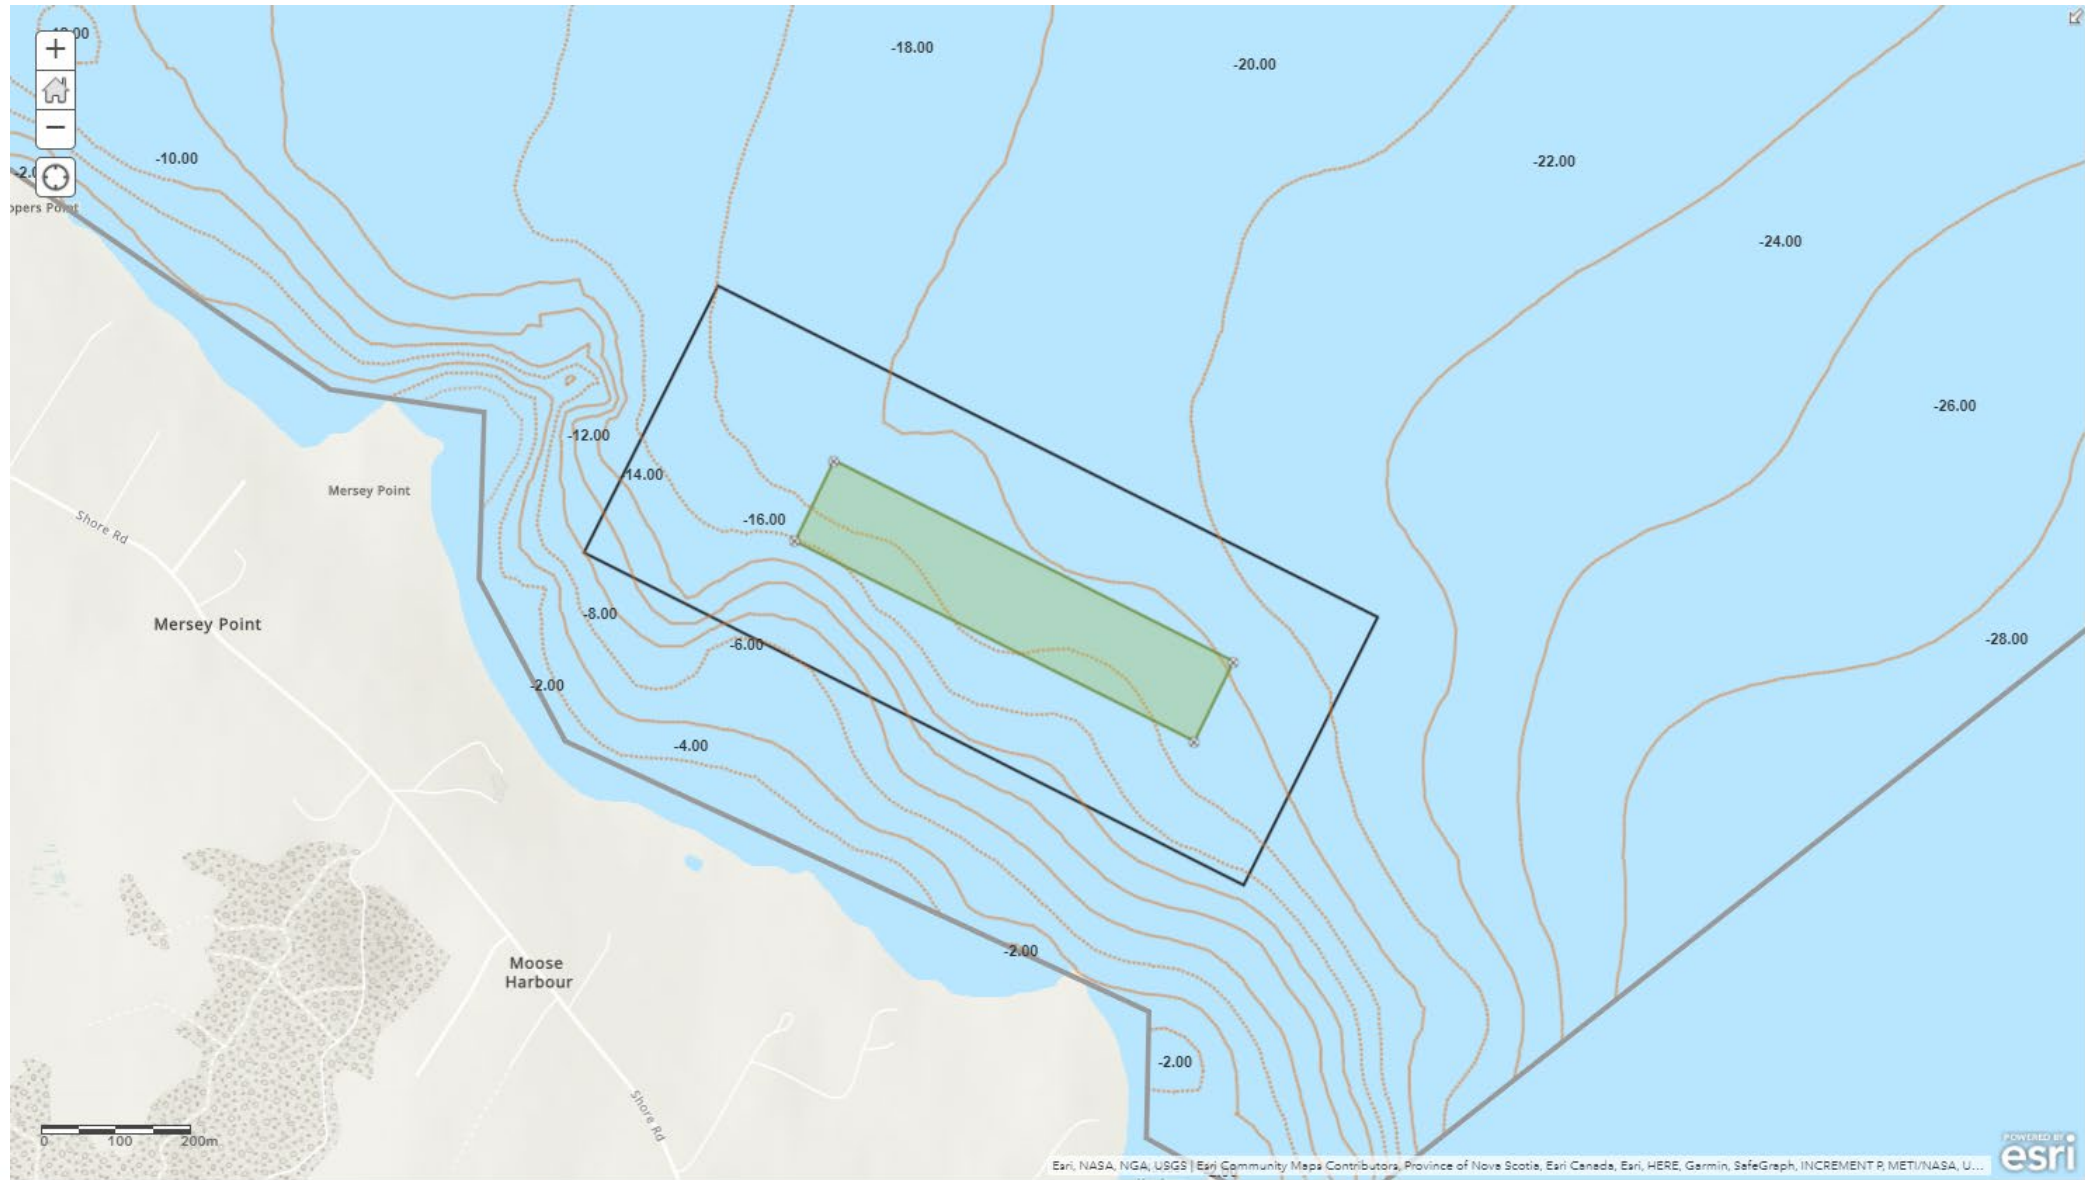 -18.00
-20.00
-10.00
-22.00
-24.00
-26.00
-12.00
-14.00
Mersey Point
-16.00
Shore Rd
-8.00
Mersey Point
-6.00
-28.00
-2.00
-4.00
-2.00
Moose
Harbour
-2.00
Shore Rd
0 100 200m
POWERED BY
esri
Esri, NASA, NGA, USGS | Esri Community Maps Contributors, Province of Nova Scotia, Esri Canada, Esri, HERE, Garmin, SafeGraph, INCREMENT P, METI/NASA, U...